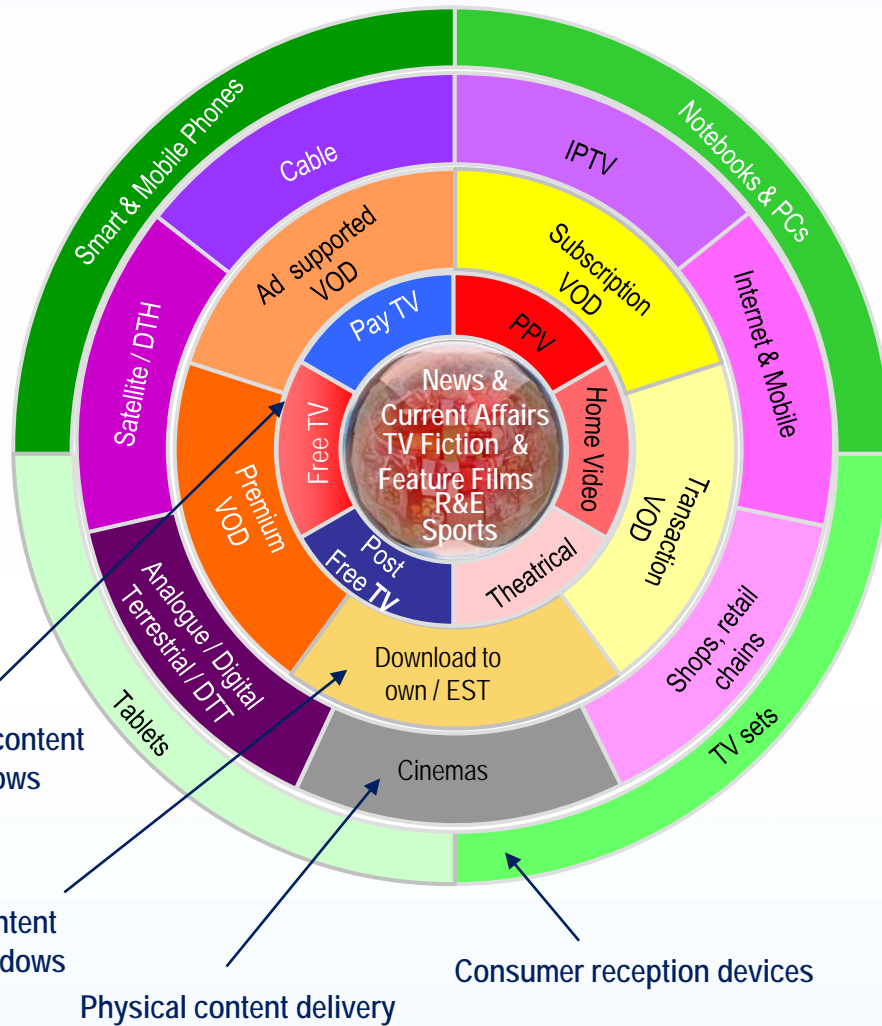 Smart & Mobile Phones
Notebooks & PCs
Cable
IPTV
Satellite / DTH
Internet & Mobile
Ad supported
VOD
Subscription
VOD
Pay TV
PPV
Free TV
Home Video
News &
Current Affairs
TV Fiction &
Feature Films
R&E
Sports
Premium
VOD
Transaction
VOD
Post
Free TV
Theatrical
Analogue / Digital
Terrestrial / DTT
Download to
own / EST
Shops, retail
chains
Tablets
Cinemas
TV sets
content
Consumer reception devices
Physical content delivery